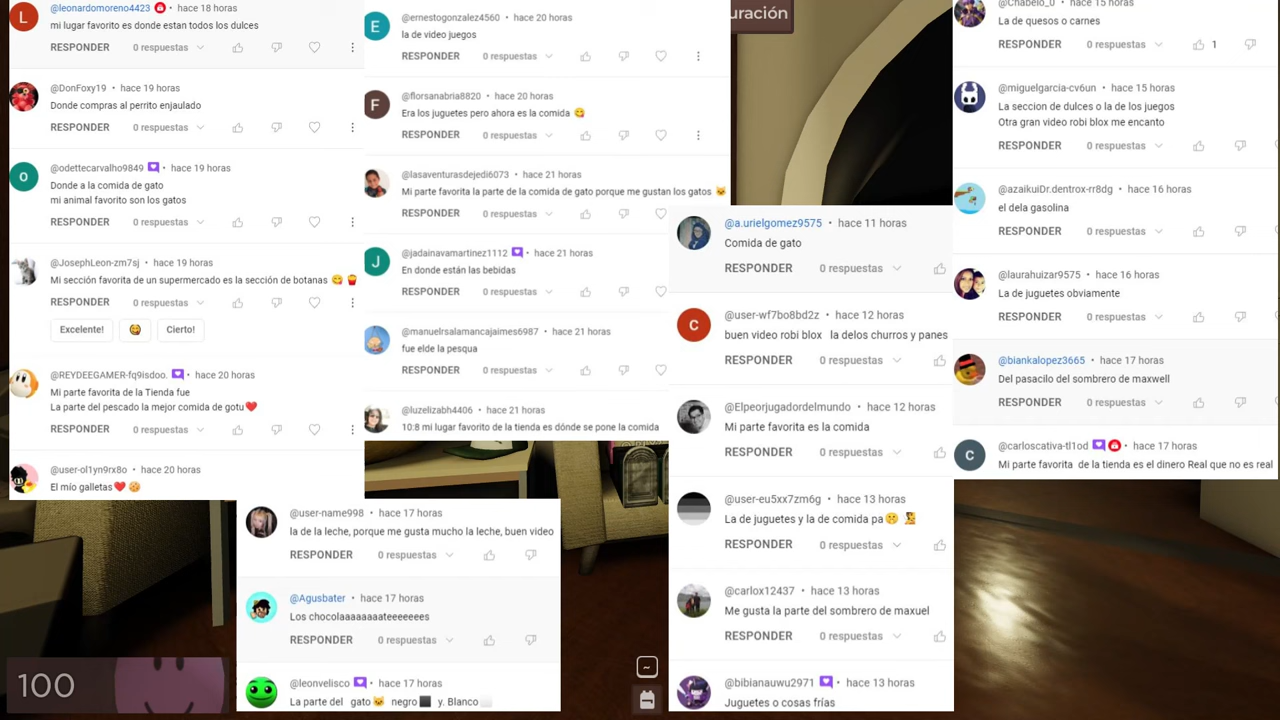 L
@leonardomoreno4423 • hace 18 horas
mi lugar favorito es donde estan todos los dulces
RESPONDER 0 respuestas
@DonFoxy19 • hace 19 horas
Donde compras al perrito enjaulado
RESPONDER 0 respuestas
O
@odettecarvalho9849 • hace 19 horas
Donde a la comida de gato
mi animal favorito son los gatos
RESPONDER 0 respuestas
@JosephLeon-zm7sj • hace 19 horas
Mi sección favorita de un supermercado es la sección de botanas 😋 🍟
RESPONDER 0 respuestas
Excelente! 😋 Cierto!
@REYDEEGAMER-fq9isdoo. • hace 20 horas
Mi parte favorita de la Tienda fue
La parte del pescado la mejor comida de gotu❤️
RESPONDER 0 respuestas
@user-ol1yn9rx8o • hace 20 horas
El mío galletas❤️ 🍪
E
@ernestogonzalez4560 • hace 20 horas
la de video juegos
RESPONDER 0 respuestas
F
@florsanabria8820 • hace 20 horas
Era los juguetes pero ahora es la comida 😋
RESPONDER 0 respuestas
@lasaventurasdejedi6073 • hace 21 horas
Mi parte favorita la parte de la comida de gato porque me gustan los gatos 🐱
RESPONDER 0 respuestas
J
@jadainavamartinez1112 • hace 21 horas
En donde están las bebidas
RESPONDER 0 respuestas
@manuelrsalamancajaimes6987 • hace 21 horas
fue elde la pesqua
RESPONDER 0 respuestas
@luzelizabh4406 • hace 21 horas
10:8 mi lugar favorito de la tienda es dónde se pone la comida
@user-name998 • hace 17 horas
la de la leche, porque me gusta mucho la leche, buen video
RESPONDER 0 respuestas
@Agusbater • hace 17 horas
Los chocolaaaaaaateeeeeees
RESPONDER 0 respuestas
@leonvelisco • hace 17 horas
La parte del gato🐱 negro⬛ y. Blanco⬜
uración
@a.urielgomez9575 • hace 11 horas
Comida de gato
RESPONDER 0 respuestas
C
@user-wf7bo8bd2z • hace 12 horas
buen video robi blox la delos churros y panes
RESPONDER 0 respuestas
@Elpeorjugadordelmundo • hace 12 horas
Mi parte favorita es la comida
RESPONDER 0 respuestas
@user-eu5xx7zm6g • hace 13 horas
La de juguetes y la de comida pa
RESPONDER 0 respuestas
@carlox12437 • hace 13 horas
Me gusta la parte del sombrero de maxuel
RESPONDER 0 respuestas
@bibianauwu2971 • hace 13 horas
Juguetes o cosas frías
@Chabelo_0 • hace 15 horas
La de quesos o carnes
RESPONDER 0 respuestas 1
@miguelgarcia-cv6un • hace 15 horas
La seccion de dulces o la de los juegos
Otra gran video robi blox me encanto
RESPONDER 0 respuestas
@azaikuiDr.dentrox-rr8dg • hace 16 horas
el dela gasolina
RESPONDER 0 respuestas
@laurahuizar9575 • hace 16 horas
La de juguetes obviamente
RESPONDER 0 respuestas
@biankalopez3665 • hace 17 horas
Del pasacilo del sombrero de maxwell
RESPONDER 0 respuestas
C
@carloscativa-tl1od • hace 17 horas
Mi parte favorita de la tienda es el dinero Real que no es real
100
~